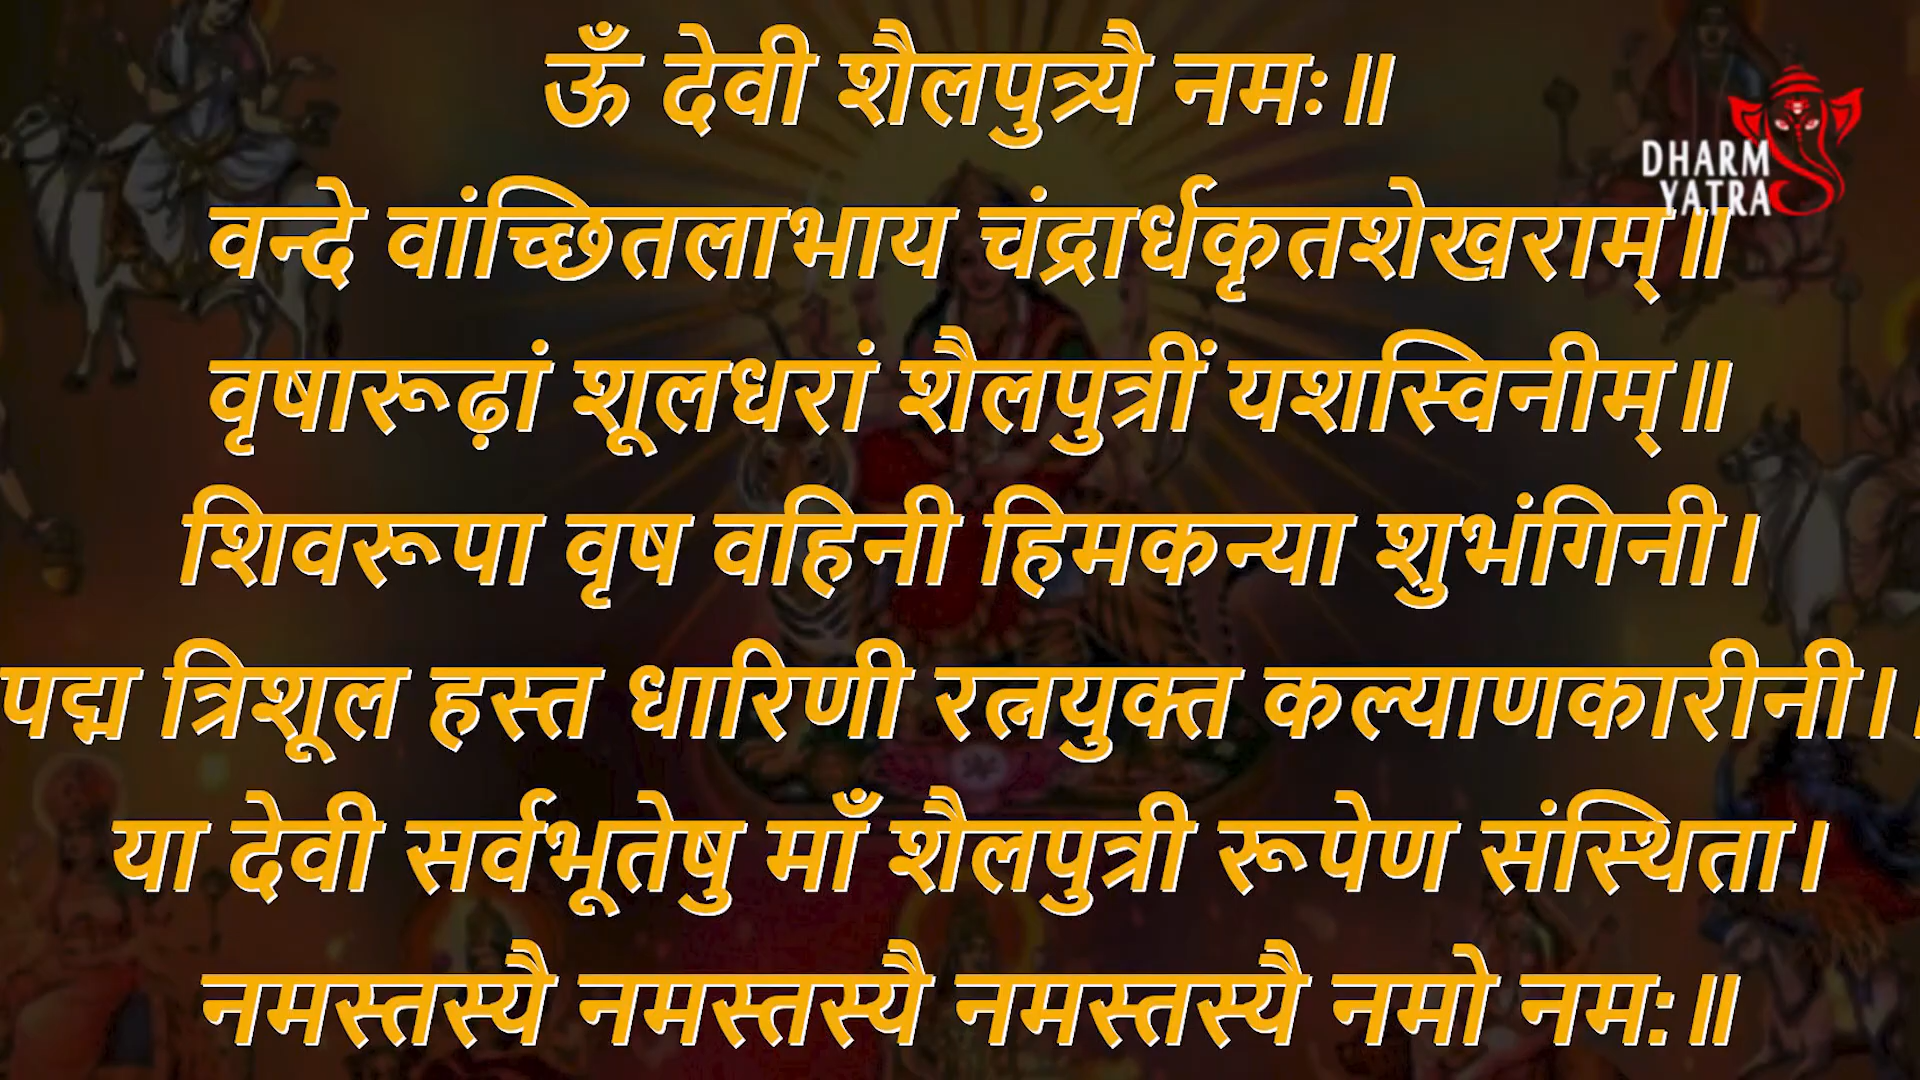 ऊँ देवी शैलपुत्र्यै नमः॥
DHARM
YATRA
वन्दे वांच्छितलाभाय चंद्रार्धकृतशेखराम्॥
वृषारूढ़ां शूलधरां शैलपुत्रीं यशस्विनीम्॥
शिवरूपा वृष वहिनी हिमकन्या शुभंगिनी।
पद्म त्रिशूल हस्त धारिणी रत्नयुक्त कल्याणकारीनी।।
या देवी सर्वभूतेषु माँ शैलपुत्री रूपेण संस्थिता।
नमस्तस्यै नमस्तस्यै नमस्तस्यै नमो नम:॥